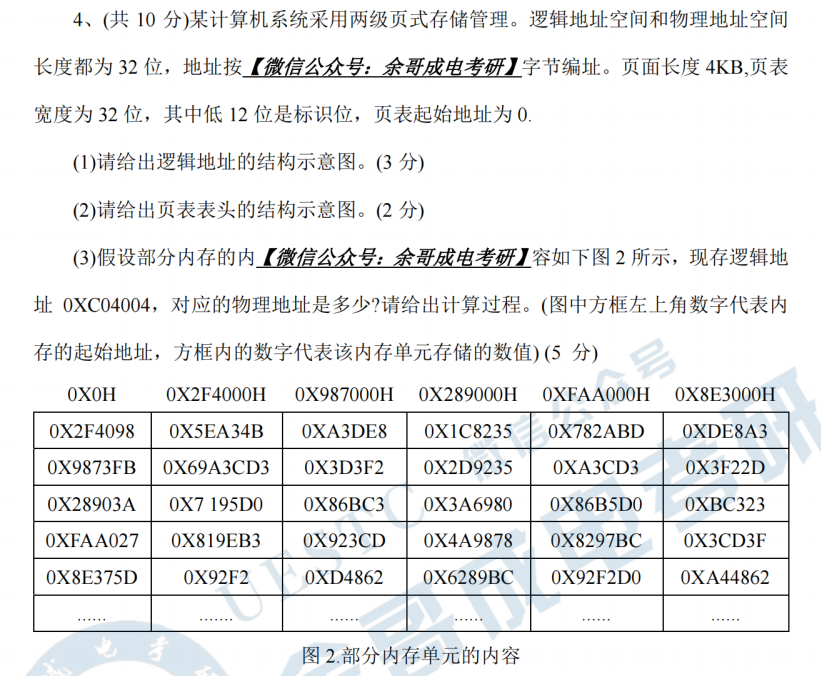 4、(共 10 分)某计算机系统采用两级页式存储管理。逻辑地址空间和物理地址空间
长度都为 32 位，地址按【微信公众号：余哥成电考研】字节编址。页面长度 4KB,页表
宽度为 32 位，其中低 12 位是标识位，页表起始地址为 0.
(1)请给出逻辑地址的结构示意图。(3 分)
(2)请给出页表表头的结构示意图。(2 分)
(3)假设部分内存的内【微信公众号：余哥成电考研】容如下图 2 所示，现存逻辑地
址 0XC04004，对应的物理地址是多少?请给出计算过程。(图中方框左上角数字代表内
存的起始地址，方框内的数字代表该内存单元存储的数值) (5 分)
0X0H 0X2F4000H 0X987000H 0X289000H 0XFAA000H 0X8E3000H
0X2F4098 0X5EA34B 0XA3DE8 0X1C8235 0X782ABD 0XDE8A3
0X9873FB 0X69A3CD3 0X3D3F2 0X2D9235 0XA3CD3 0X3F22D
0X28903A 0X7 195D0 0X86BC3 0X3A6980 0X86B5D0 0XBC323
0XFAA027 0X819EB3 0X923CD 0X4A9878 0X8297BC 0X3CD3F
0X8E375D 0X92F2 0XD4862 0X6289BC 0X92F2D0 0XA44862
...... ....... ...... ...... ...... ......
图 2.部分内存单元的内容
微信公众号
UESTC
余哥成电考研